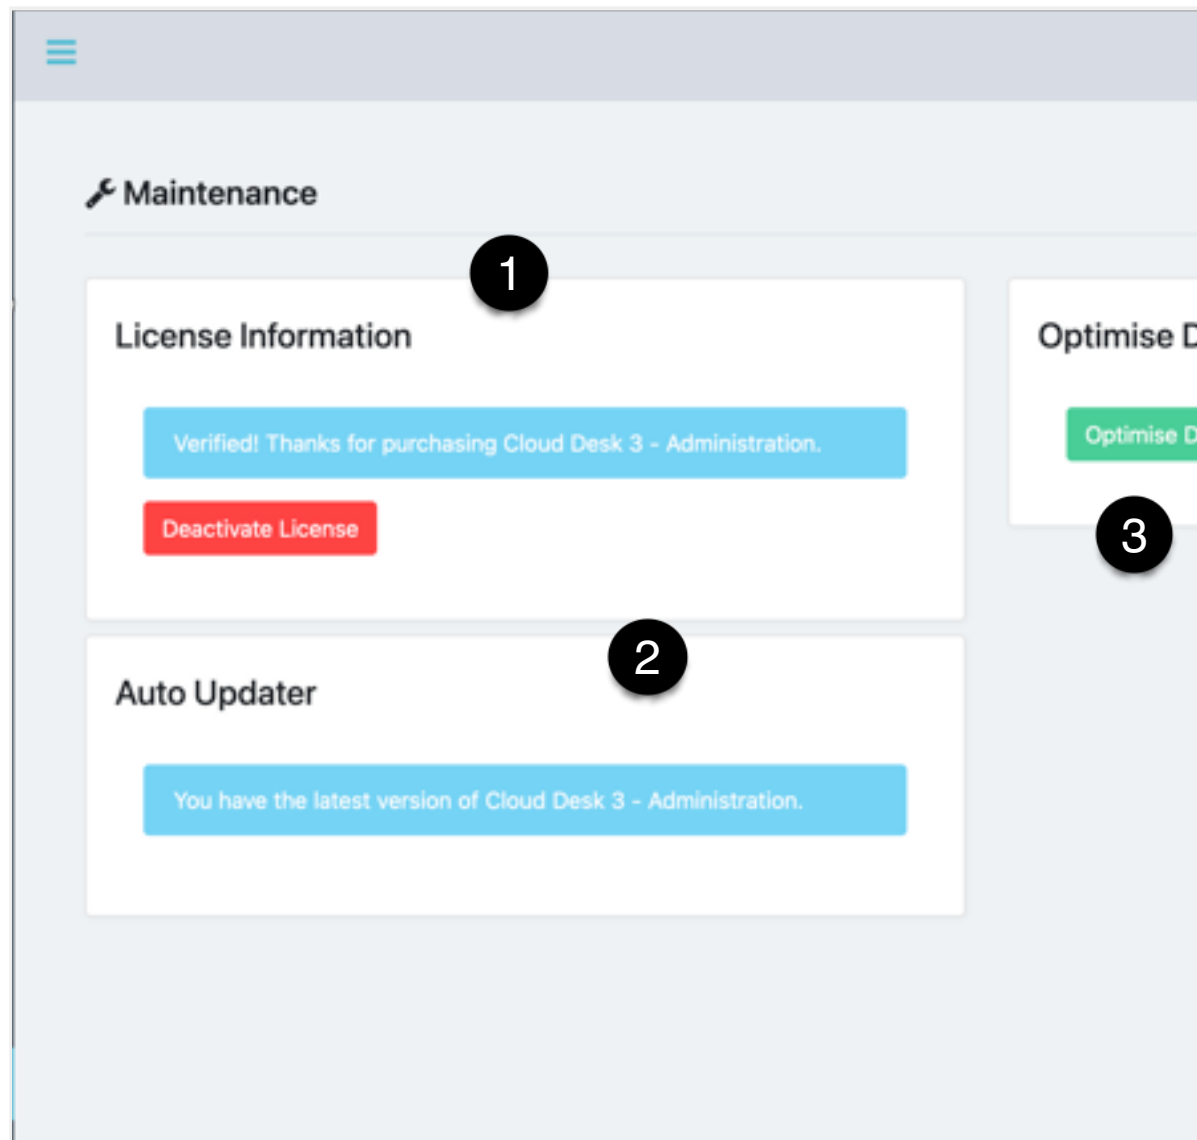 Maintenance
1
License Information
Verified! Thanks for purchasing Cloud Desk 3 - Administration.
Deactivate License
2
Auto Updater
You have the latest version of Cloud Desk 3 - Administration.
Optimise D
Optimise D
3